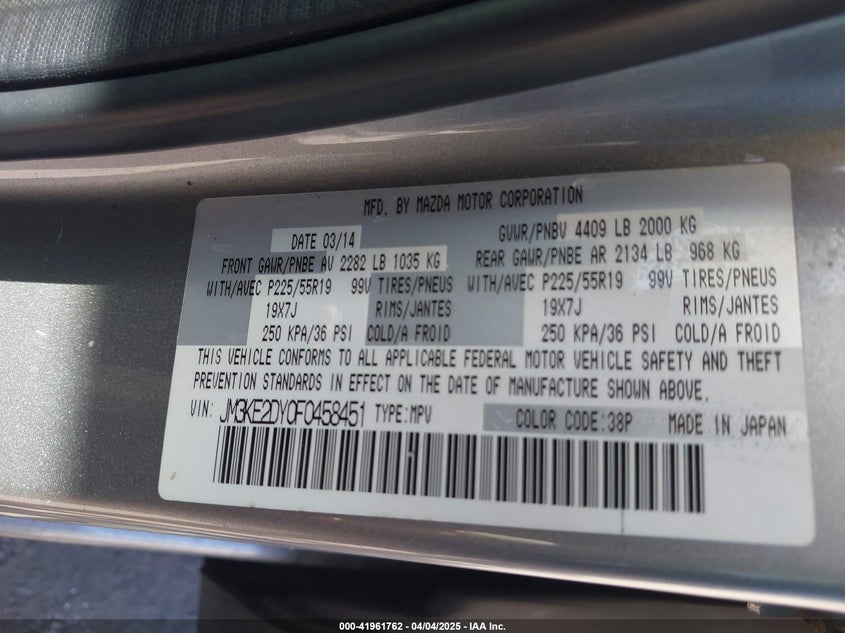 MFD. BY MAZDA MOTOR CORPORATION
DATE 03/14 GVWR/PNBV 4409 LB 2000 KG
FRONT GAWR/PNBE AV 2282 LB 1035 KG REAR GAWR/PNBE AR 2134 LB 968 KG
WITH/AVEC P225/55R19 99V TIRES/PNEUS WITH/AVEC P225/55R19 99V TIRES/PNEUS
19X7J RIMS/JANTES 19X7J RIMS/JANTES
250 KPA/36 PSI COLD/A FROID 250 KPA/36 PSI COLD/A FROID
THIS VEHICLE CONFORMS TO ALL APPLICABLE FEDERAL MOTOR VEHICLE SAFETY AND THEFT
PREVENTION STANDARDS IN EFFECT ON THE DATE OF MANUFACTURE SHOWN ABOVE.
VIN: JM3KE2DY0F0458451 TYPE:MPV COLOR CODE:38P MADE IN JAPAN
000-41961762 - 04/04/2025 - IAA Inc.